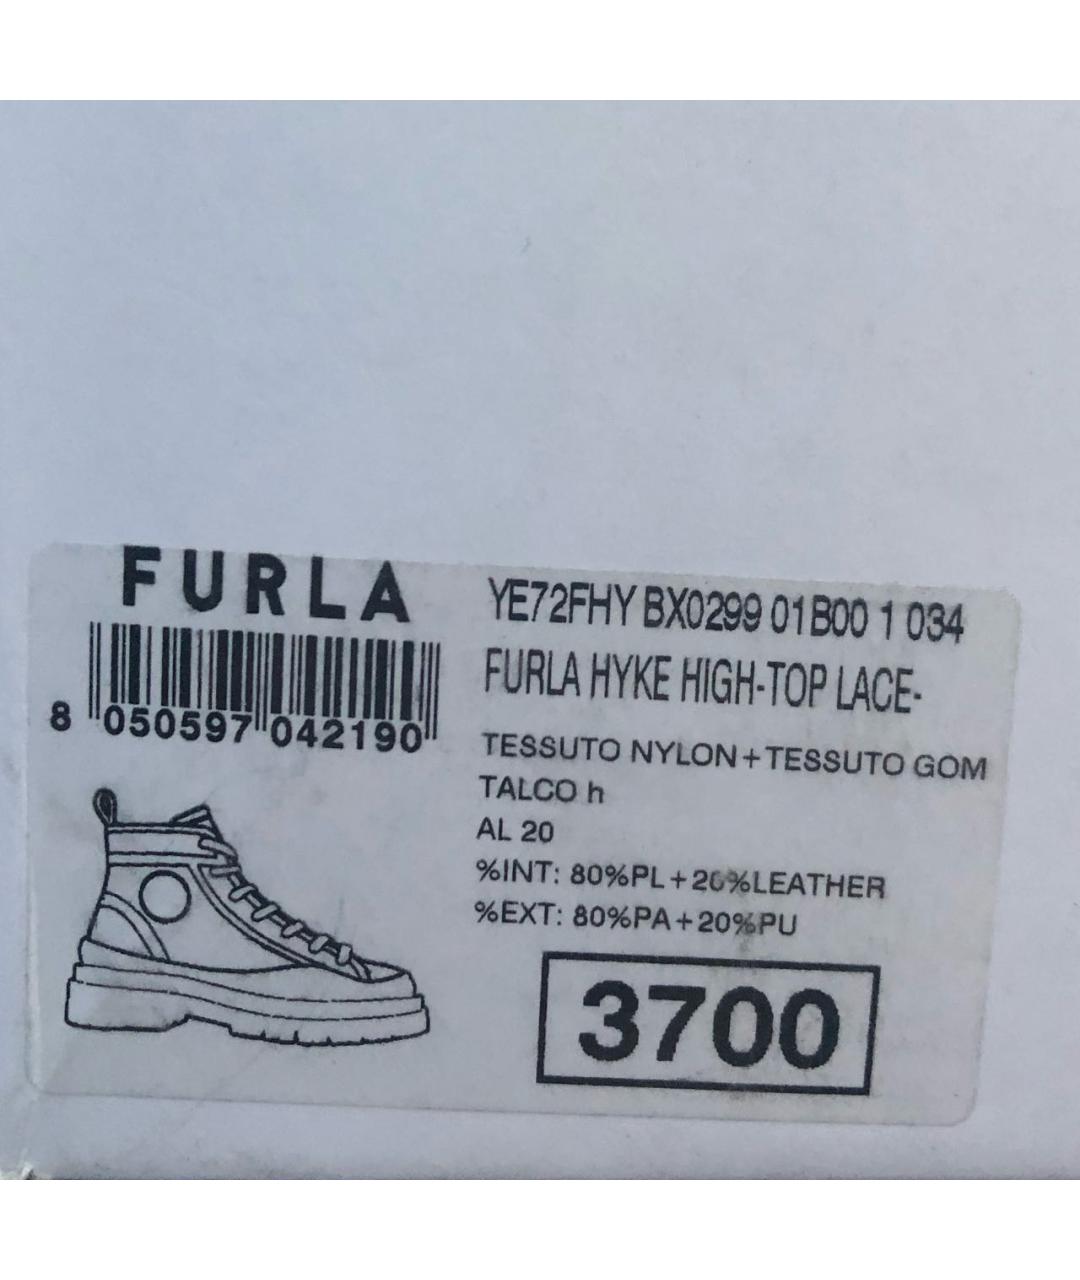 FURLA
8 050597 042190
YE72FHY BX0299 01B00 1 034
FURLA HYKE HIGH-TOP LACE-
TESSUTO NYLON+TESSUTO GOM
TALCO h
AL 20
%INT: 80%PL+20%LEATHER
%EXT: 80%PA+20%PU
3700